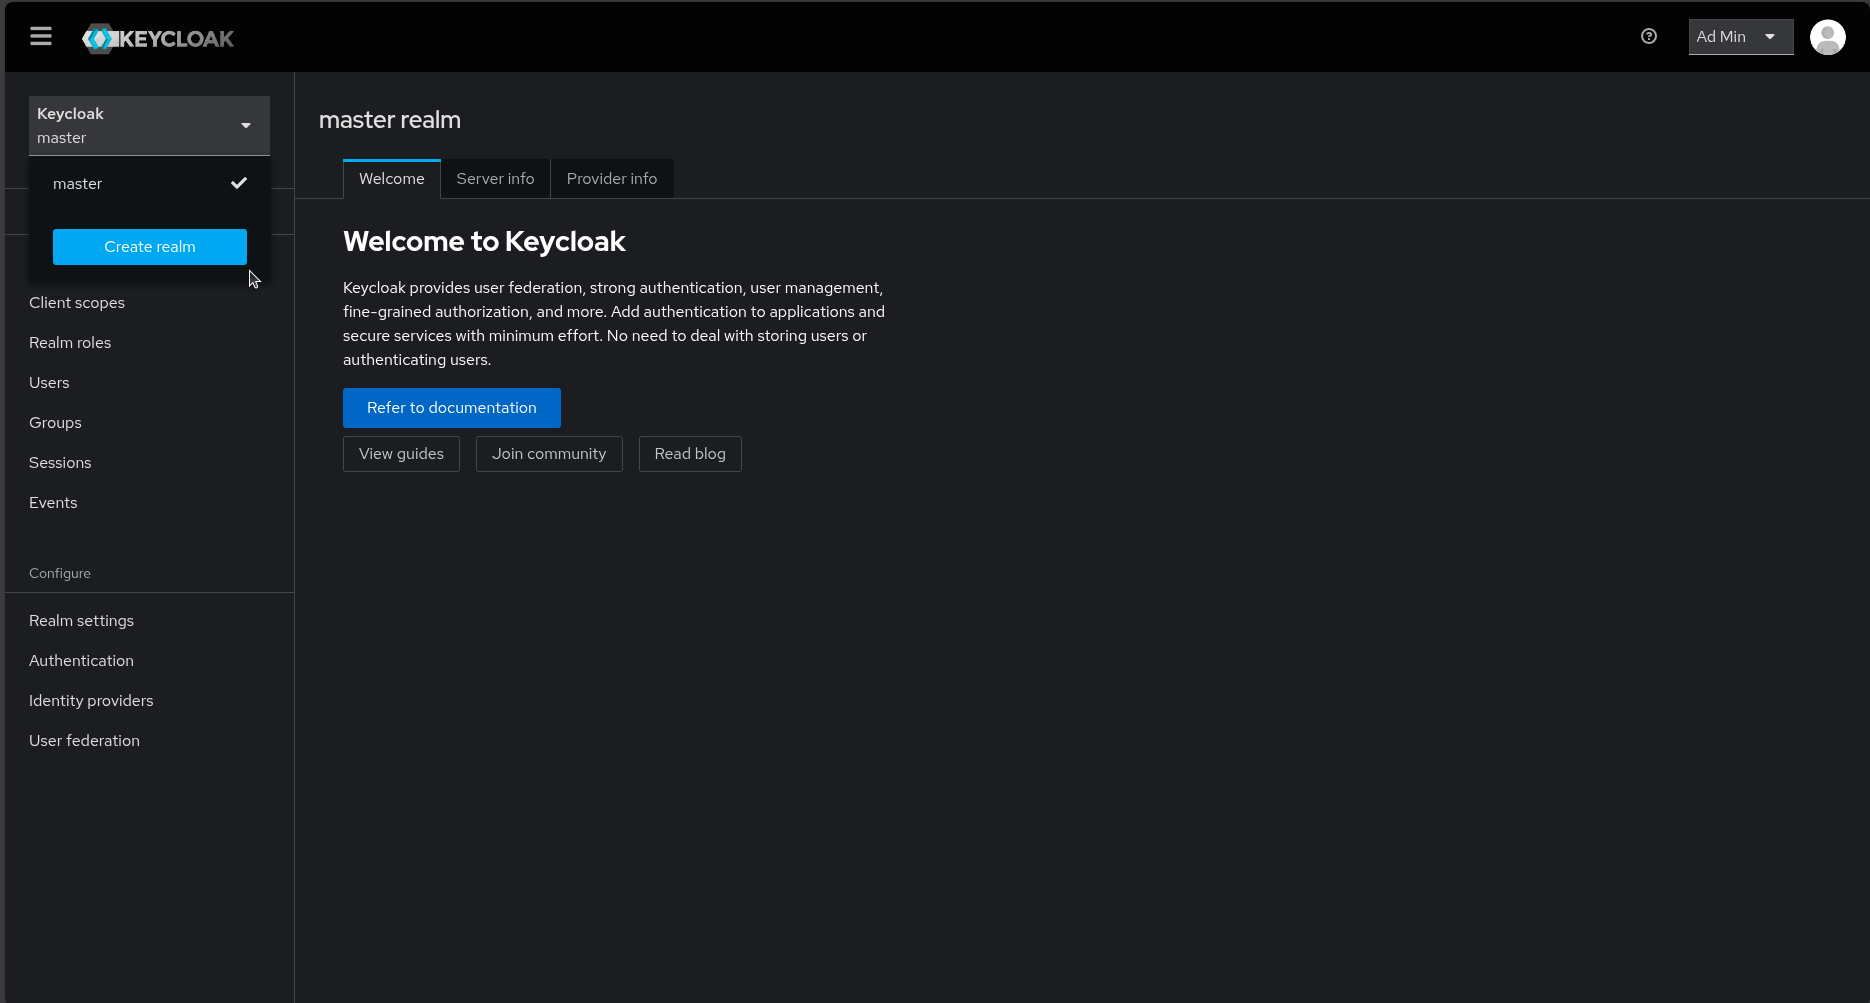 KEYCLOAK
Ad Min
Keycloak
master
master
Create realm
Client scopes
Realm roles
Users
Groups
Sessions
Events
Configure
Realm settings
Authentication
Identity providers
User federation
master realm
Welcome Server info Provider info
Welcome to Keycloak
Keycloak provides user federation, strong authentication, user management,
fine-grained authorization, and more. Add authentication to applications and
secure services with minimum effort. No need to deal with storing users or
authenticating users.
Refer to documentation
View guides Join community Read blog